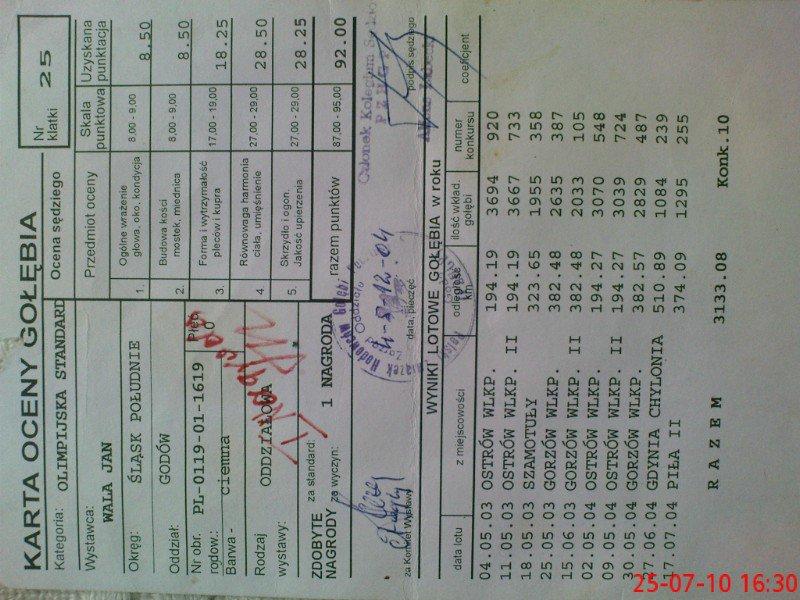 KARTA OCENY GOŁĘBIA
Nr klatki 25
Kategoria: OLIMPIJSKA STANDARD
Wystawca: WALA JAN
Okręg: ŚLĄSK POŁUDNIE
Oddział: GODÓW
Nr obr. rodow.: PL-0119-01-1619
Płeć O
Barwa - ciemna
Rodzaj wystawy: ODDZIAŁOWA
ZDOBYTE NAGRODY
za standard:
za wyczyn: 1 NAGRODA
Ocena sędziego
Przedmiot oceny Skala punktowa Uzyskana punktacja
1. Ogólne wrażenie głowa, oko, kondycja 8.00 - 9,00 8.50
2. Budowa kości mostek, miednica 8.00 - 9,00 8.50
3. Forma i wytrzymałość pleców i kupra 17,00 - 19,00 18.25
4. Równowaga harmonia ciała, umięśnienie 27,00 - 29,00 28.50
5. Skrzydło i ogon. Jakość upierzenia 27,00 - 29,00 28.25
razem punktów 87,00 - 95,00 92.00
Członek Kolegium
za Komitet Wystawy
data, pieczęć
podpis sędziego
WYNIKI LOTOWE GOŁĘBIA w roku
data lotu z miejscowości odległość km ilość wkład. gołębi numer konkursu coeficjent
04.05.03 OSTRÓW WLKP. 194.19 3694 920
11.05.03 OSTRÓW WLKP. II 194.19 3667 733
18.05.03 SZAMOTUŁY 323.65 1955 358
25.05.03 GORZÓW WLKP. 382.48 2635 387
15.06.03 GORZÓW WLKP. II 382.48 2033 105
02.05.04 OSTRÓW WLKP. 194.27 3070 548
09.05.04 OSTRÓW WLKP. II 194.27 3039 724
30.05.04 GORZÓW WLKP. 382.57 2829 487
27.06.04 GDYNIA CHYLONIA 510.89 1084 239
17.07.04 PIŁA II 374.09 1295 255
R A Z E M 3133.08 Konk.10
25-07-10 16:30